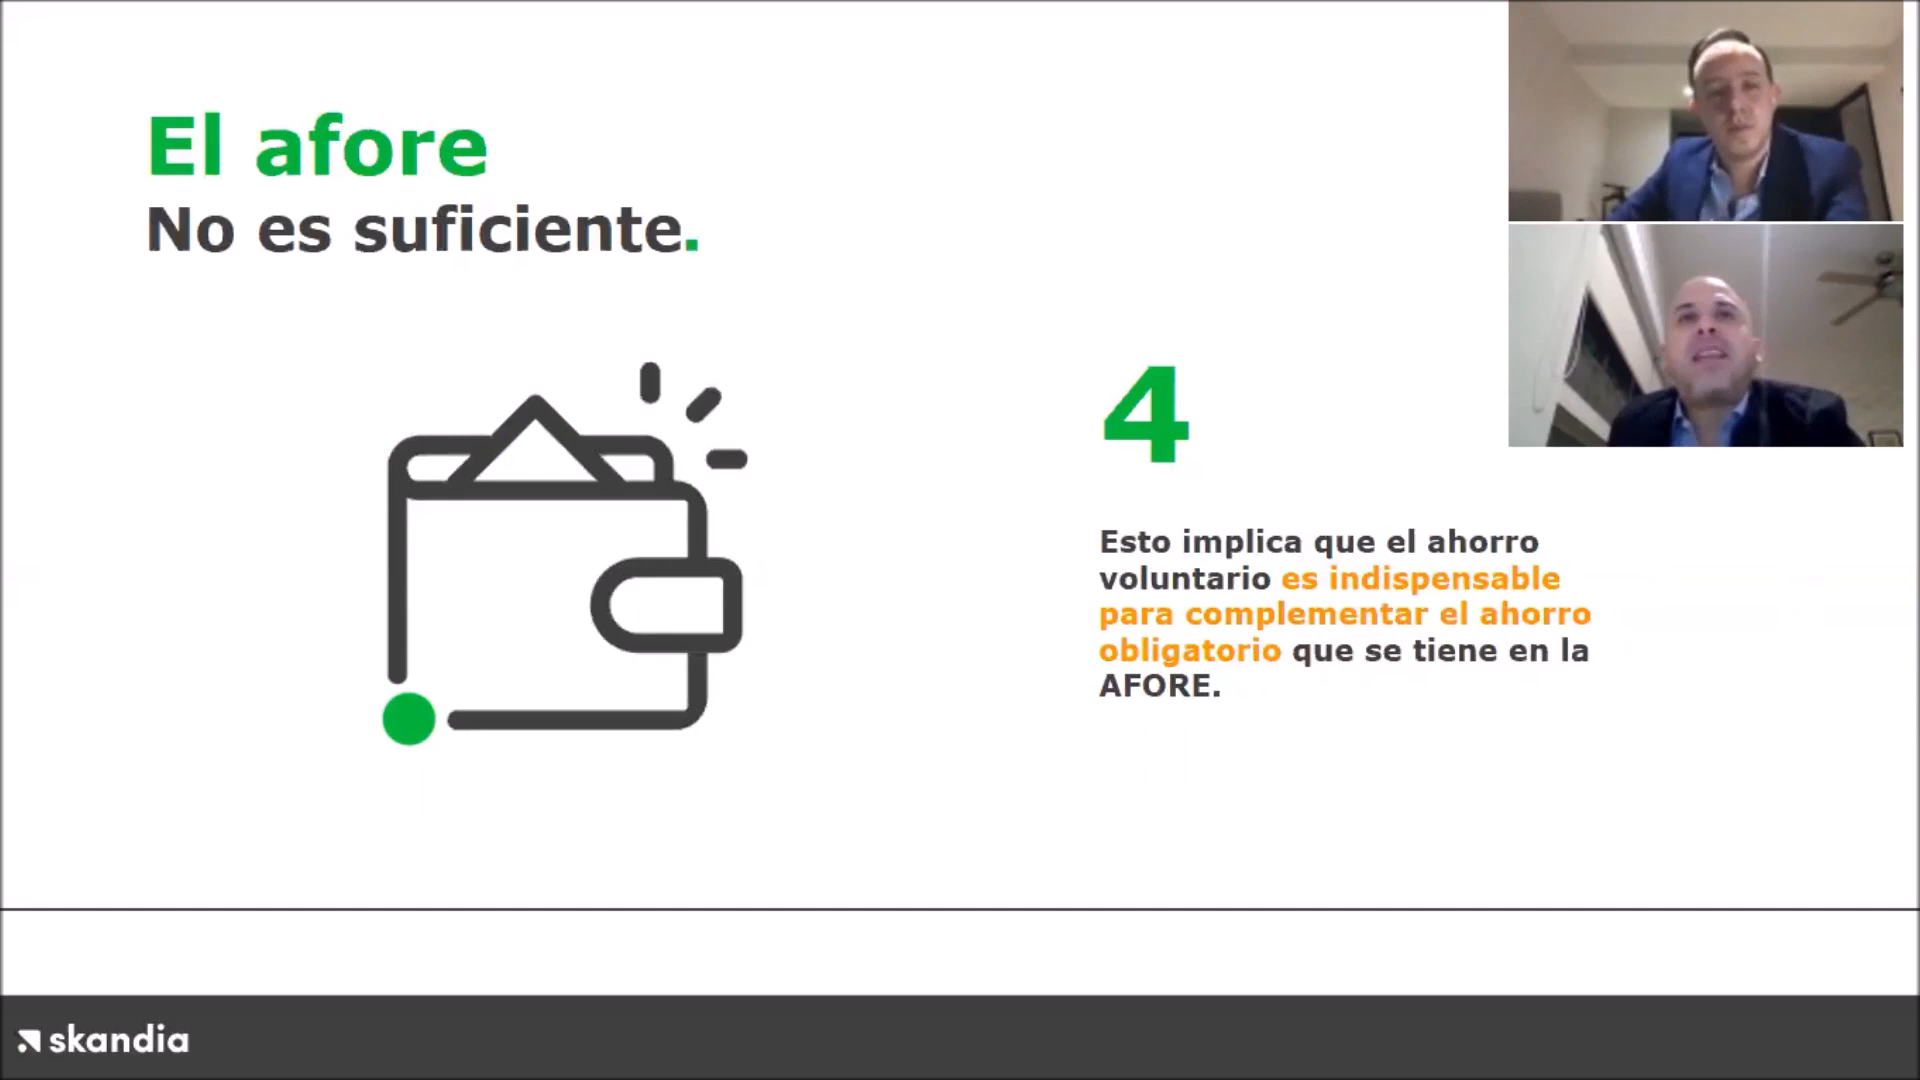 El afore
No es suficiente.
4
Esto implica que el ahorro
voluntario es indispensable
para complementar el ahorro
obligatorio que se tiene en la
AFORE.
skandia